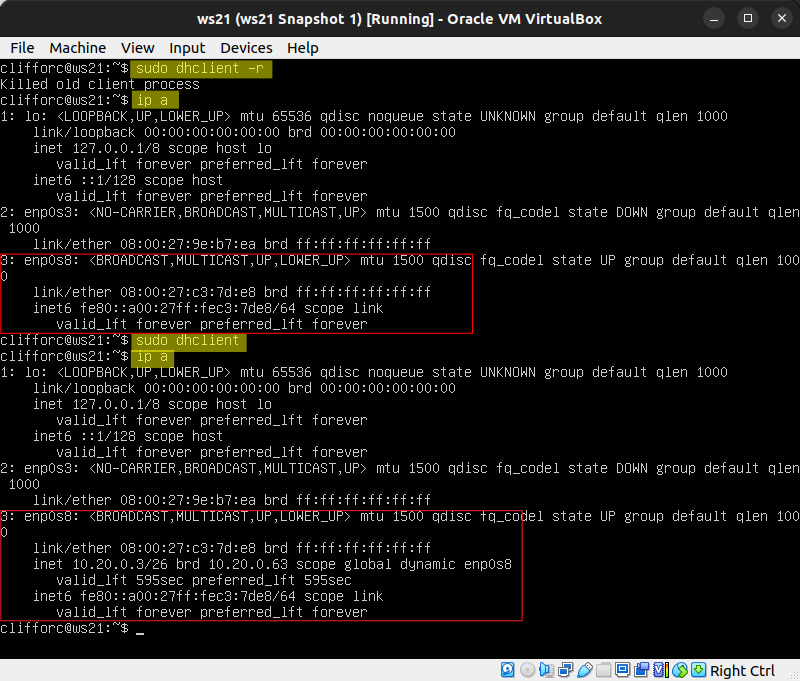 ws21 (ws21 Snapshot 1) [Running] - Oracle VM VirtualBox
File Machine View Input Devices Help
clifforc@ws21:~$ sudo dhclient -r
Killed old client process
clifforc@ws21:~$ ip a
1: lo: <LOOPBACK,UP,LOWER_UP> mtu 65536 qdisc noqueue state UNKNOWN group default qlen 1000
    link/loopback 00:00:00:00:00:00 brd 00:00:00:00:00:00
    inet 127.0.0.1/8 scope host lo
       valid_lft forever preferred_lft forever
    inet6 ::1/128 scope host
       valid_lft forever preferred_lft forever
2: enp0s3: <NO-CARRIER,BROADCAST,MULTICAST,UP> mtu 1500 qdisc fq_codel state DOWN group default qlen
 1000
    link/ether 08:00:27:9e:b7:ea brd ff:ff:ff:ff:ff:ff
3: enp0s8: <BROADCAST,MULTICAST,UP,LOWER_UP> mtu 1500 qdisc fq_codel state UP group default qlen 100
0
    link/ether 08:00:27:c3:7d:e8 brd ff:ff:ff:ff:ff:ff
    inet6 fe80::a00:27ff:fec3:7de8/64 scope link
       valid_lft forever preferred_lft forever
clifforc@ws21:~$ sudo dhclient
clifforc@ws21:~$ ip a
1: lo: <LOOPBACK,UP,LOWER_UP> mtu 65536 qdisc noqueue state UNKNOWN group default qlen 1000
    link/loopback 00:00:00:00:00:00 brd 00:00:00:00:00:00
    inet 127.0.0.1/8 scope host lo
       valid_lft forever preferred_lft forever
    inet6 ::1/128 scope host
       valid_lft forever preferred_lft forever
2: enp0s3: <NO-CARRIER,BROADCAST,MULTICAST,UP> mtu 1500 qdisc fq_codel state DOWN group default qlen
 1000
    link/ether 08:00:27:9e:b7:ea brd ff:ff:ff:ff:ff:ff
3: enp0s8: <BROADCAST,MULTICAST,UP,LOWER_UP> mtu 1500 qdisc fq_codel state UP group default qlen 100
0
    link/ether 08:00:27:c3:7d:e8 brd ff:ff:ff:ff:ff:ff
    inet 10.20.0.3/26 brd 10.20.0.63 scope global dynamic enp0s8
       valid_lft 595sec preferred_lft 595sec
    inet6 fe80::a00:27ff:fec3:7de8/64 scope link
       valid_lft forever preferred_lft forever
clifforc@ws21:~$ _
Right Ctrl